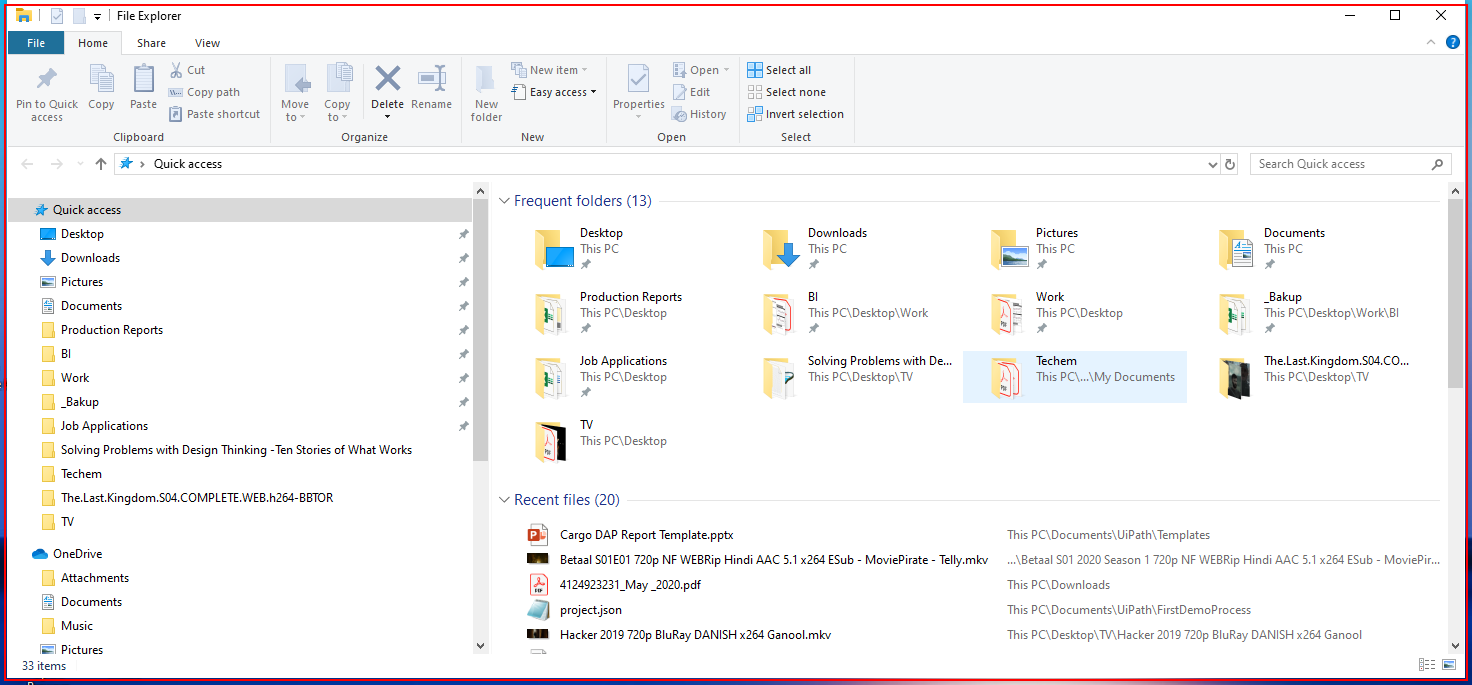 File Explorer
File Home Share View
Pin to Quick access
Copy
Paste
Cut
Copy path
Paste shortcut
Clipboard
Move to
Copy to
Delete
Rename
Organize
New folder
New item
Easy access
New
Properties
Open
Edit
History
Open
Select all
Select none
Invert selection
Select
Quick access
Search Quick access
Quick access
Desktop
Downloads
Pictures
Documents
Production Reports
BI
Work
_Bakup
Job Applications
Solving Problems with Design Thinking -Ten Stories of What Works
Techem
The.Last.Kingdom.S04.COMPLETE.WEB.h264-BBTOR
TV
OneDrive
Attachments
Documents
Music
Pictures
Frequent folders (13)
Desktop
This PC
Downloads
This PC
Pictures
This PC
Documents
This PC
Production Reports
This PC\Desktop
BI
This PC\Desktop\Work
Work
This PC\Desktop
_Bakup
This PC\Desktop\Work\BI
Job Applications
This PC\Desktop
Solving Problems with De...
This PC\Desktop\TV
Techem
This PC\...\My Documents
The.Last.Kingdom.S04.CO...
This PC\Desktop\TV
TV
This PC\Desktop
Recent files (20)
Cargo DAP Report Template.pptx This PC\Documents\UiPath\Templates
Betaal S01E01 720p NF WEBRip Hindi AAC 5.1 x264 ESub - MoviePirate - Telly.mkv ...\Betaal S01 2020 Season 1 720p NF WEBRip Hindi AAC 5.1 x264 ESub - MoviePir...
4124923231_May _2020.pdf This PC\Downloads
project.json This PC\Documents\UiPath\FirstDemoProcess
Hacker 2019 720p BluRay DANISH x264 Ganool.mkv This PC\Desktop\TV\Hacker 2019 720p BluRay DANISH x264 Ganool
33 items